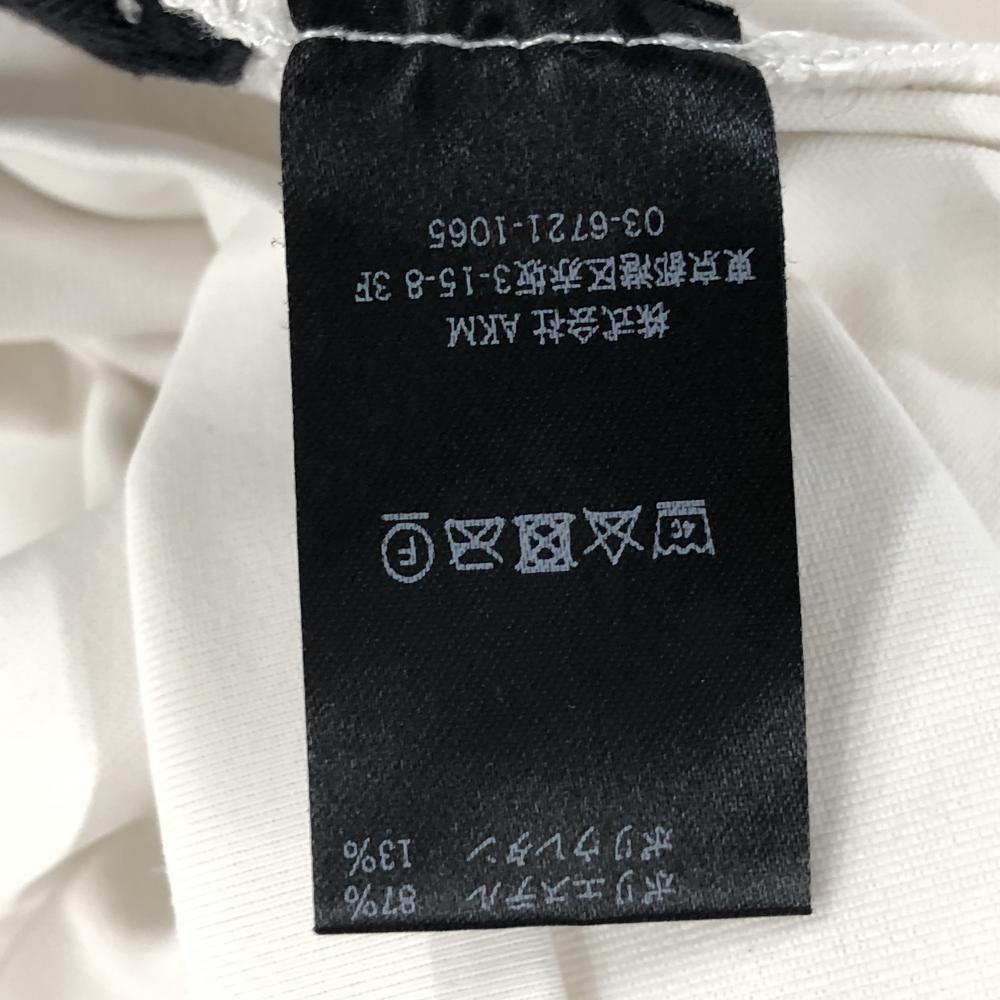 ポリエステル 87%
ポリウレタン 13%
40
F
株式会社 AKM
東京都港区赤坂3-15-8 3F
03-6721-1065